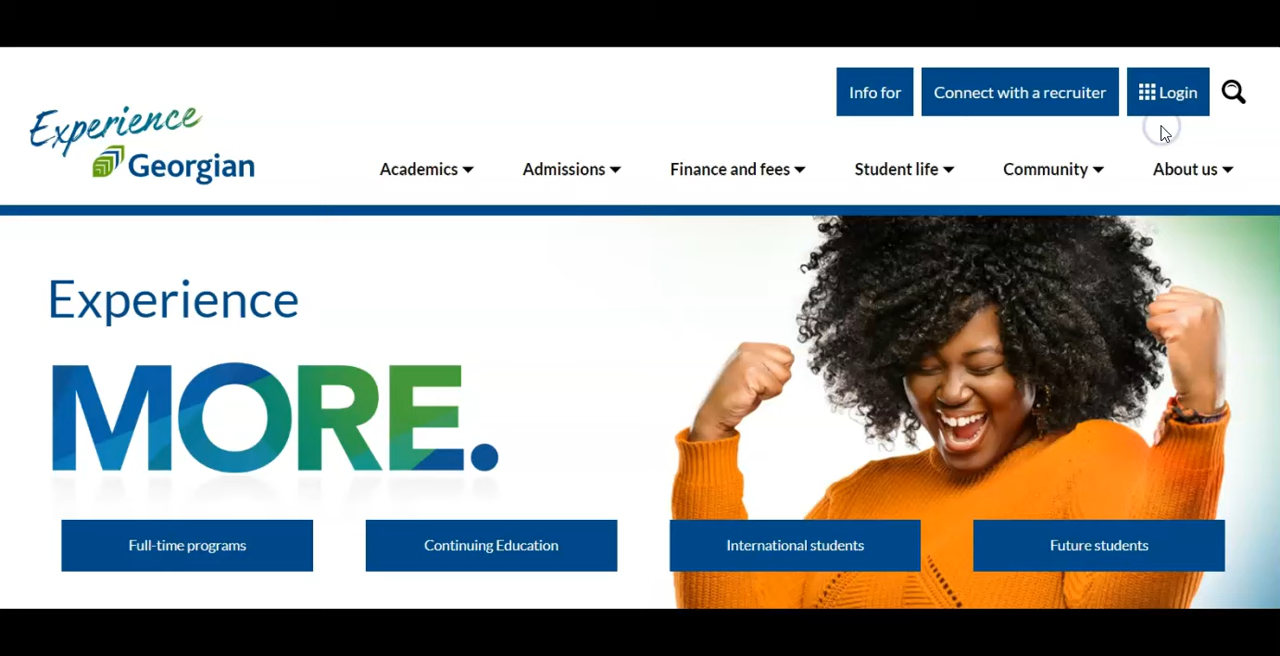 Info for
Connect with a recruiter
Login
Experience
Georgian
Academics
Admissions
Finance and fees
Student life
Community
About us
Experience
MORE.
Full-time programs
Continuing Education
International students
Future students